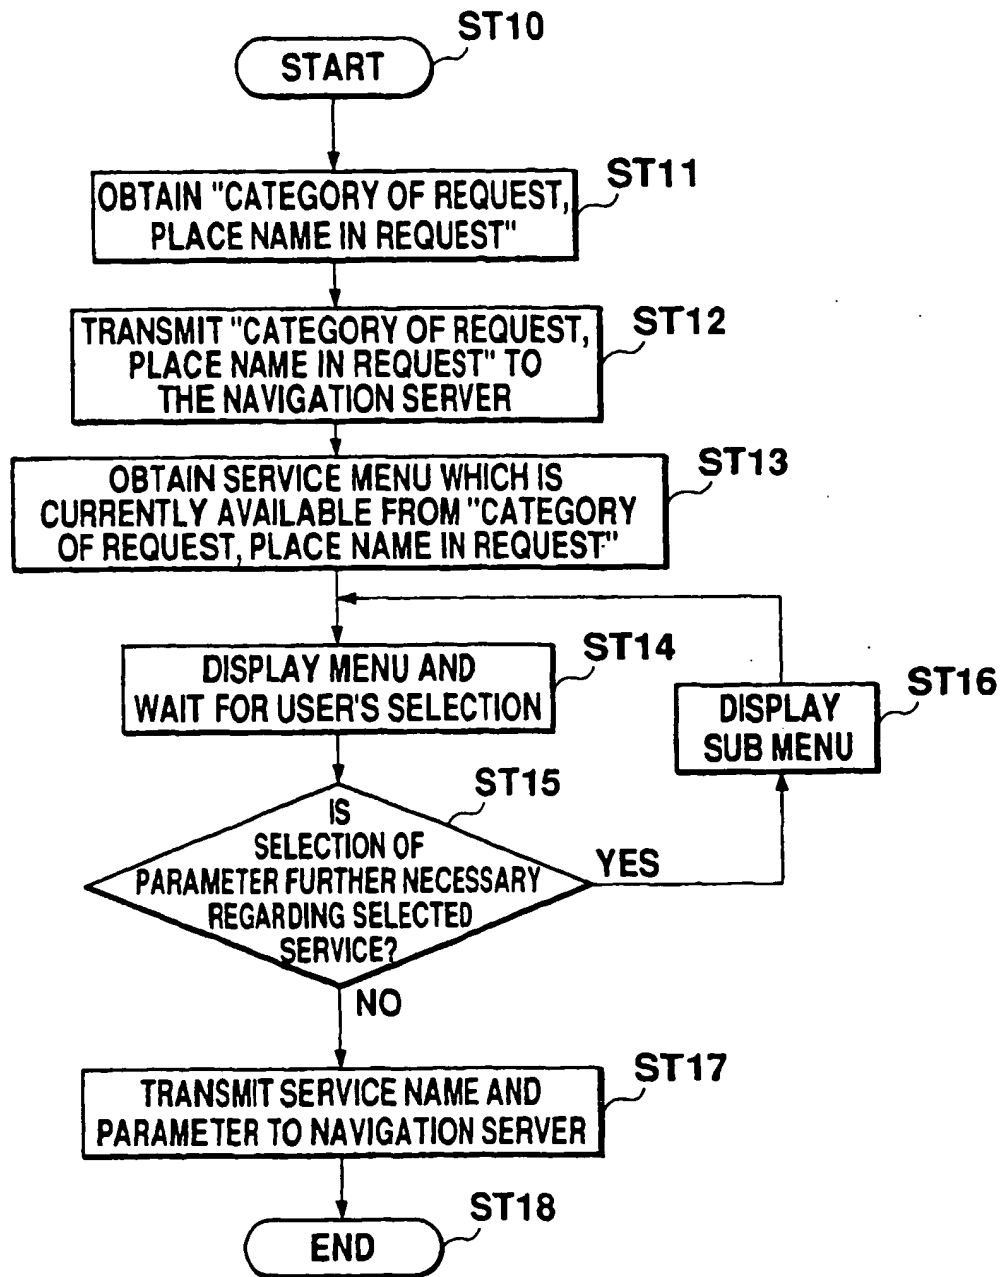 ST10
START
ST11
OBTAIN "CATEGORY OF REQUEST,
PLACE NAME IN REQUEST"
ST12
TRANSMIT "CATEGORY OF REQUEST,
PLACE NAME IN REQUEST" TO
THE NAVIGATION SERVER
ST13
OBTAIN SERVICE MENU WHICH IS
CURRENTLY AVAILABLE FROM "CATEGORY
OF REQUEST, PLACE NAME IN REQUEST"
ST14
DISPLAY MENU AND
WAIT FOR USER'S SELECTION
ST16
DISPLAY
SUB MENU
ST15
IS
SELECTION OF
PARAMETER FURTHER NECESSARY
REGARDING SELECTED
SERVICE?
YES
NO
ST17
TRANSMIT SERVICE NAME AND
PARAMETER TO NAVIGATION SERVER
ST18
END